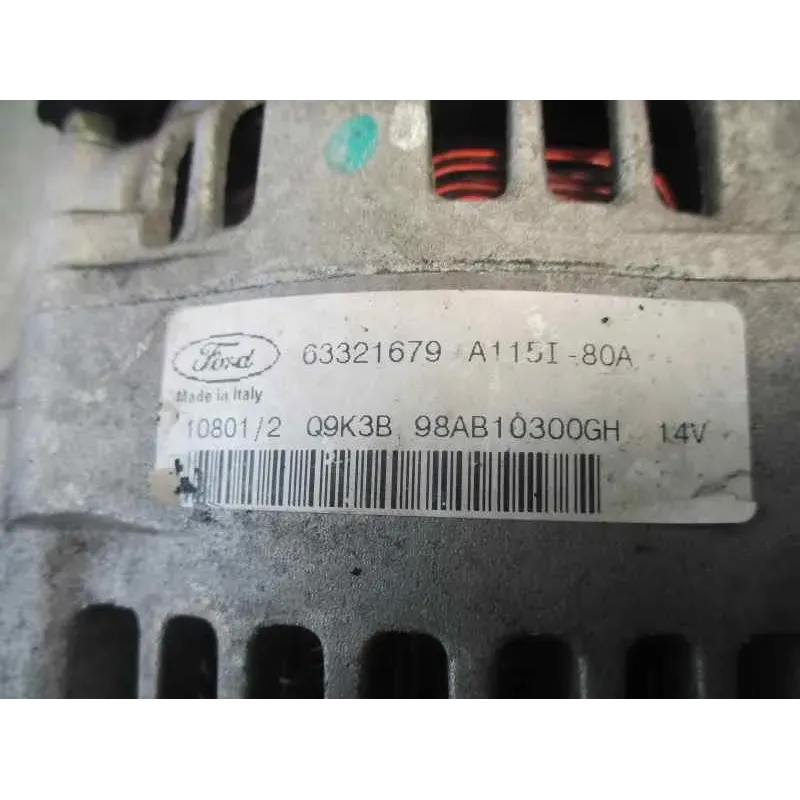 Ford 63321679 A115I-80A
Made in Italy
10801/2 Q9K3B 98AB10300GH 14V